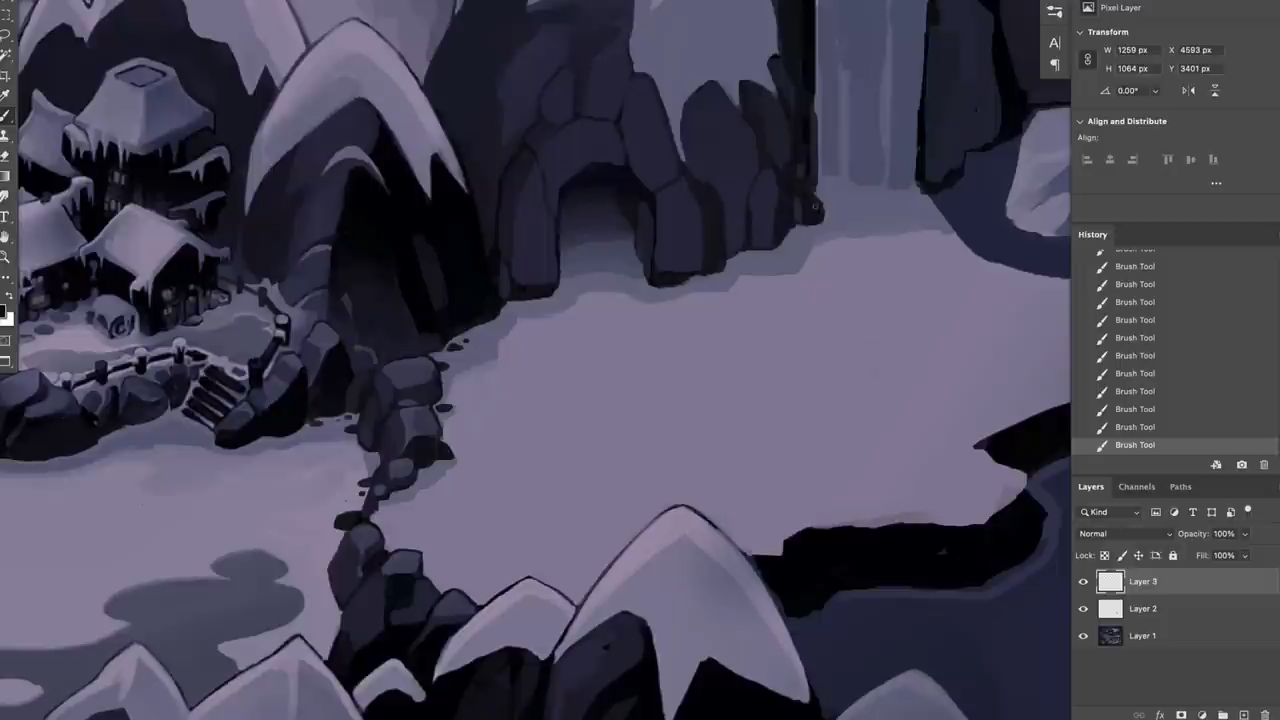 Pixel Layer
Transform
W 1259 px X 4593 px
H 1064 px Y 3401 px
0.00°
Align and Distribute
Align:
History
Brush Tool
Brush Tool
Brush Tool
Brush Tool
Brush Tool
Brush Tool
Brush Tool
Brush Tool
Brush Tool
Brush Tool
Brush Tool
Layers Channels Paths
Kind
Normal Opacity: 100%
Lock: Fill: 100%
Layer 3
Layer 2
Layer 1